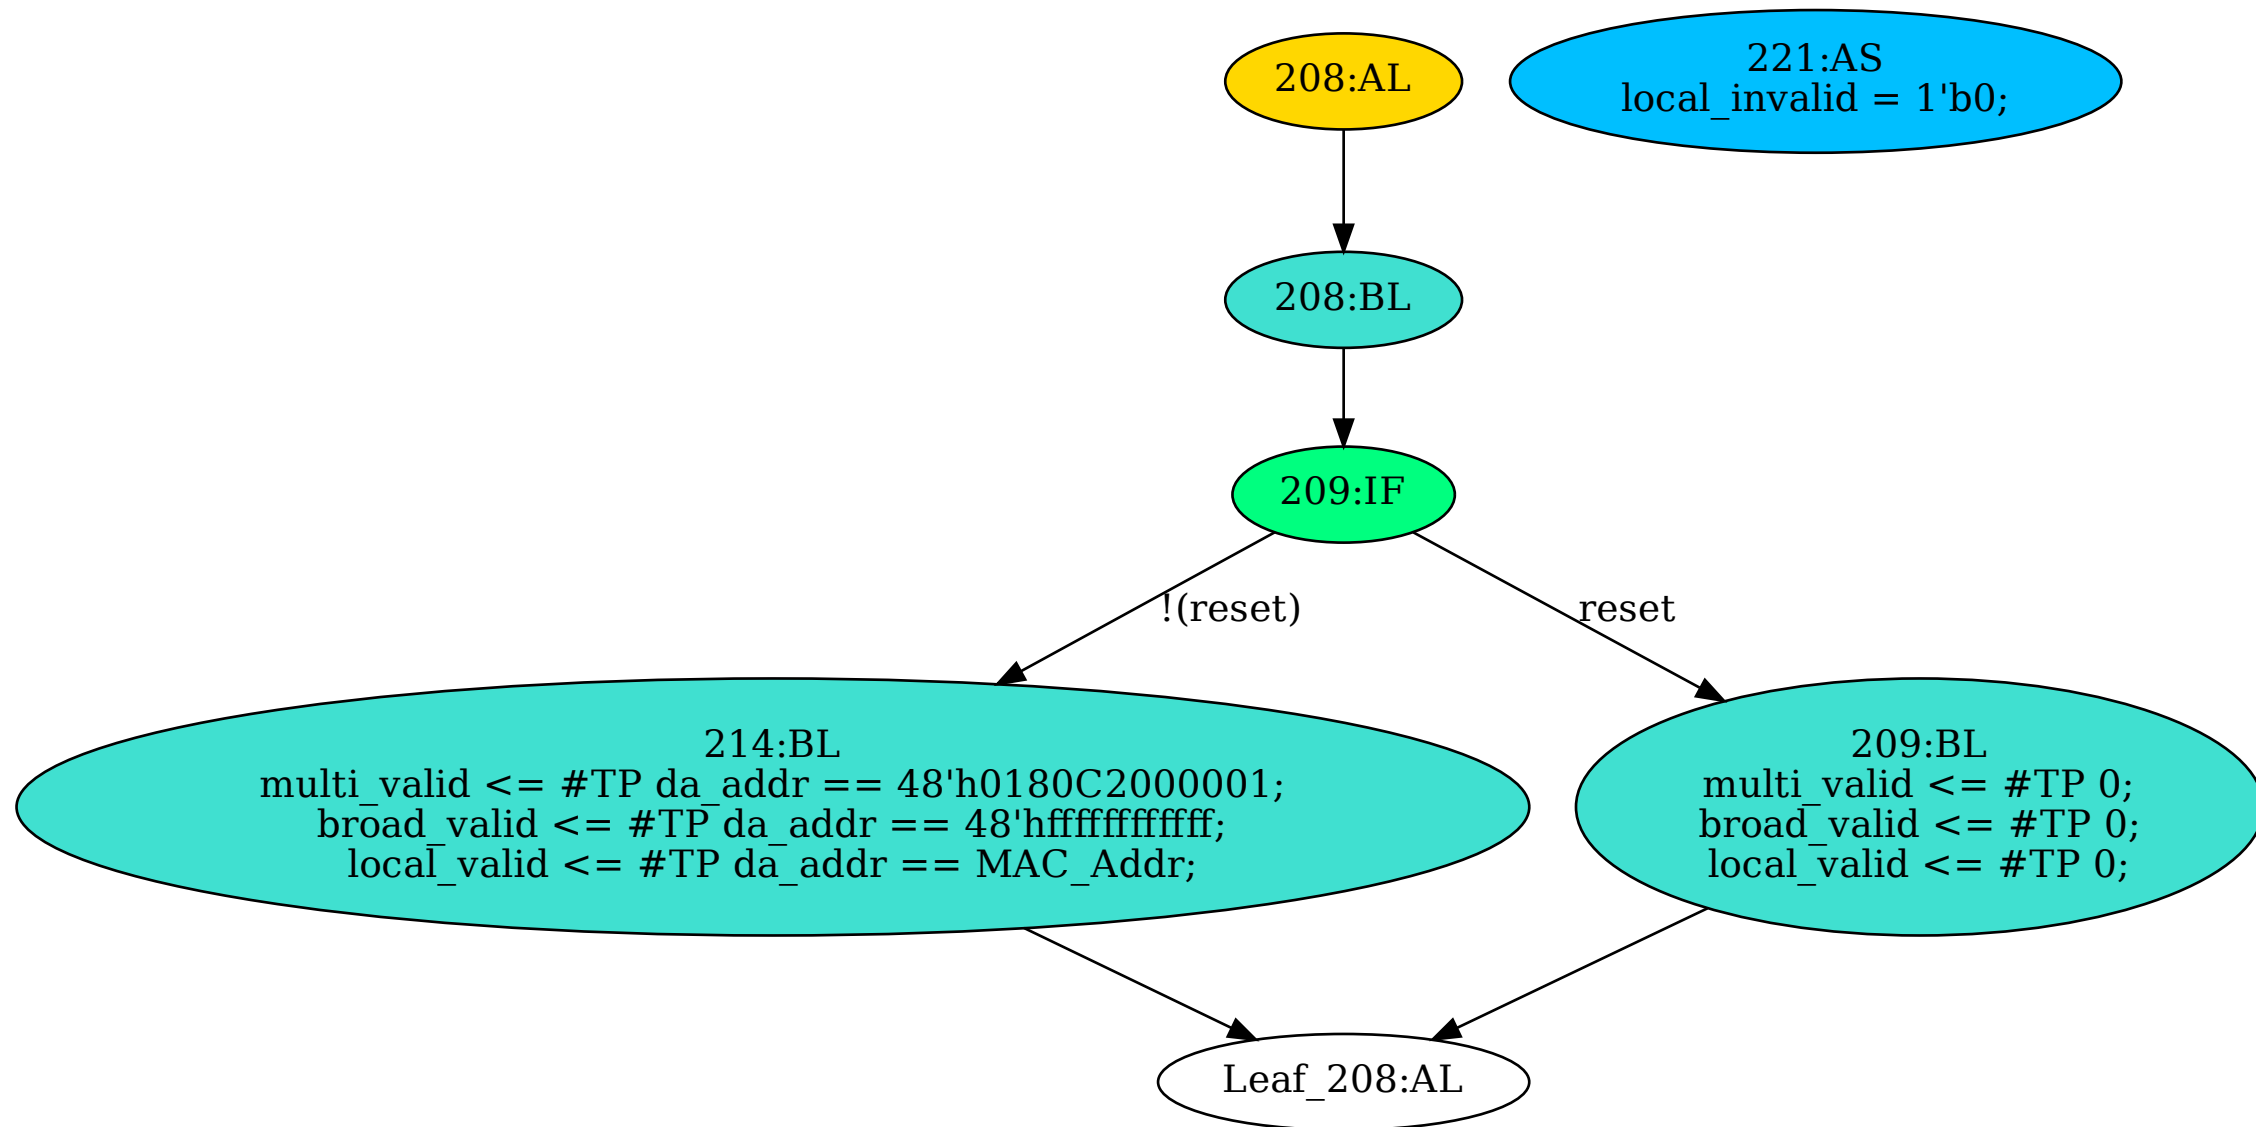 208:AL
221:AS
local_invalid = 1'b0;
208:BL
209:IF
!(reset)
reset
214:BL
multi_valid <= #TP da_addr == 48'h0180C2000001;
broad_valid <= #TP da_addr == 48'hffffffffffff;
local_valid <= #TP da_addr == MAC_Addr;
209:BL
multi_valid <= #TP 0;
broad_valid <= #TP 0;
local_valid <= #TP 0;
Leaf_208:AL